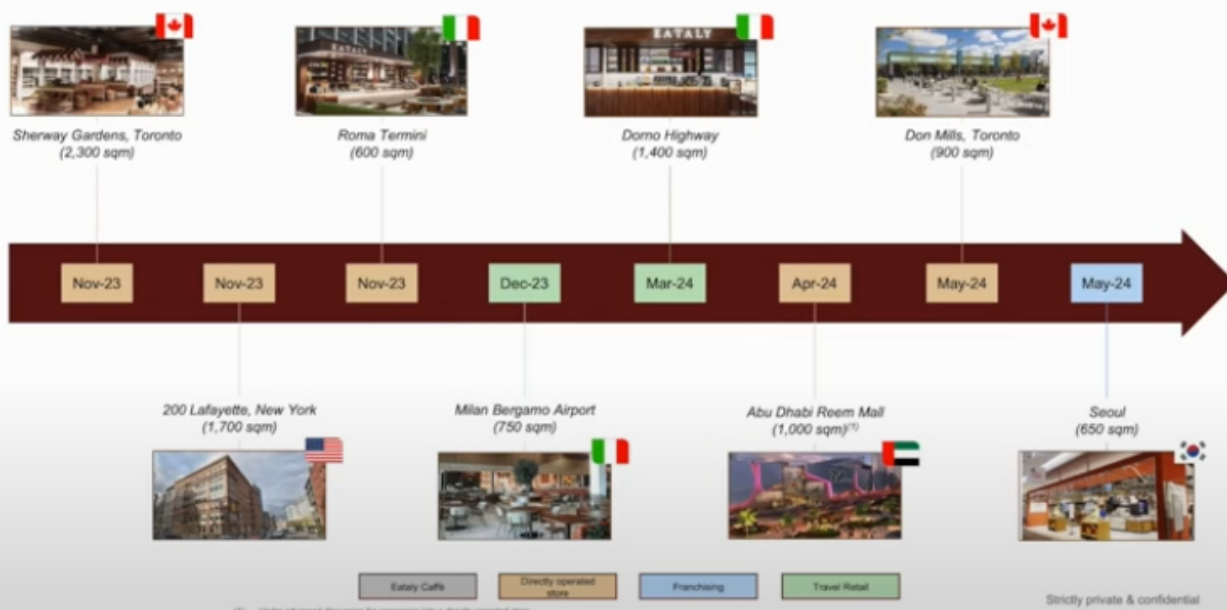 Sherway Gardens, Toronto
(2,300 sqm)
EATALY
Roma Termini
(600 sqm)
EATALY
Dorno Highway
(1,400 sqm)
Don Mills, Toronto
(900 sqm)
Nov-23
Nov-23
Nov-23
Dec-23
Mar-24
Apr-24
May-24
May-24
200 Lafayette, New York
(1,700 sqm)
Milan Bergamo Airport
(750 sqm)
Abu Dhabi Reem Mall
(1,000 sqm)(1)
Seoul
(650 sqm)
Eataly Caffè
Directly operated
store
Franchising
Travel Retail
Strictly private & confidential